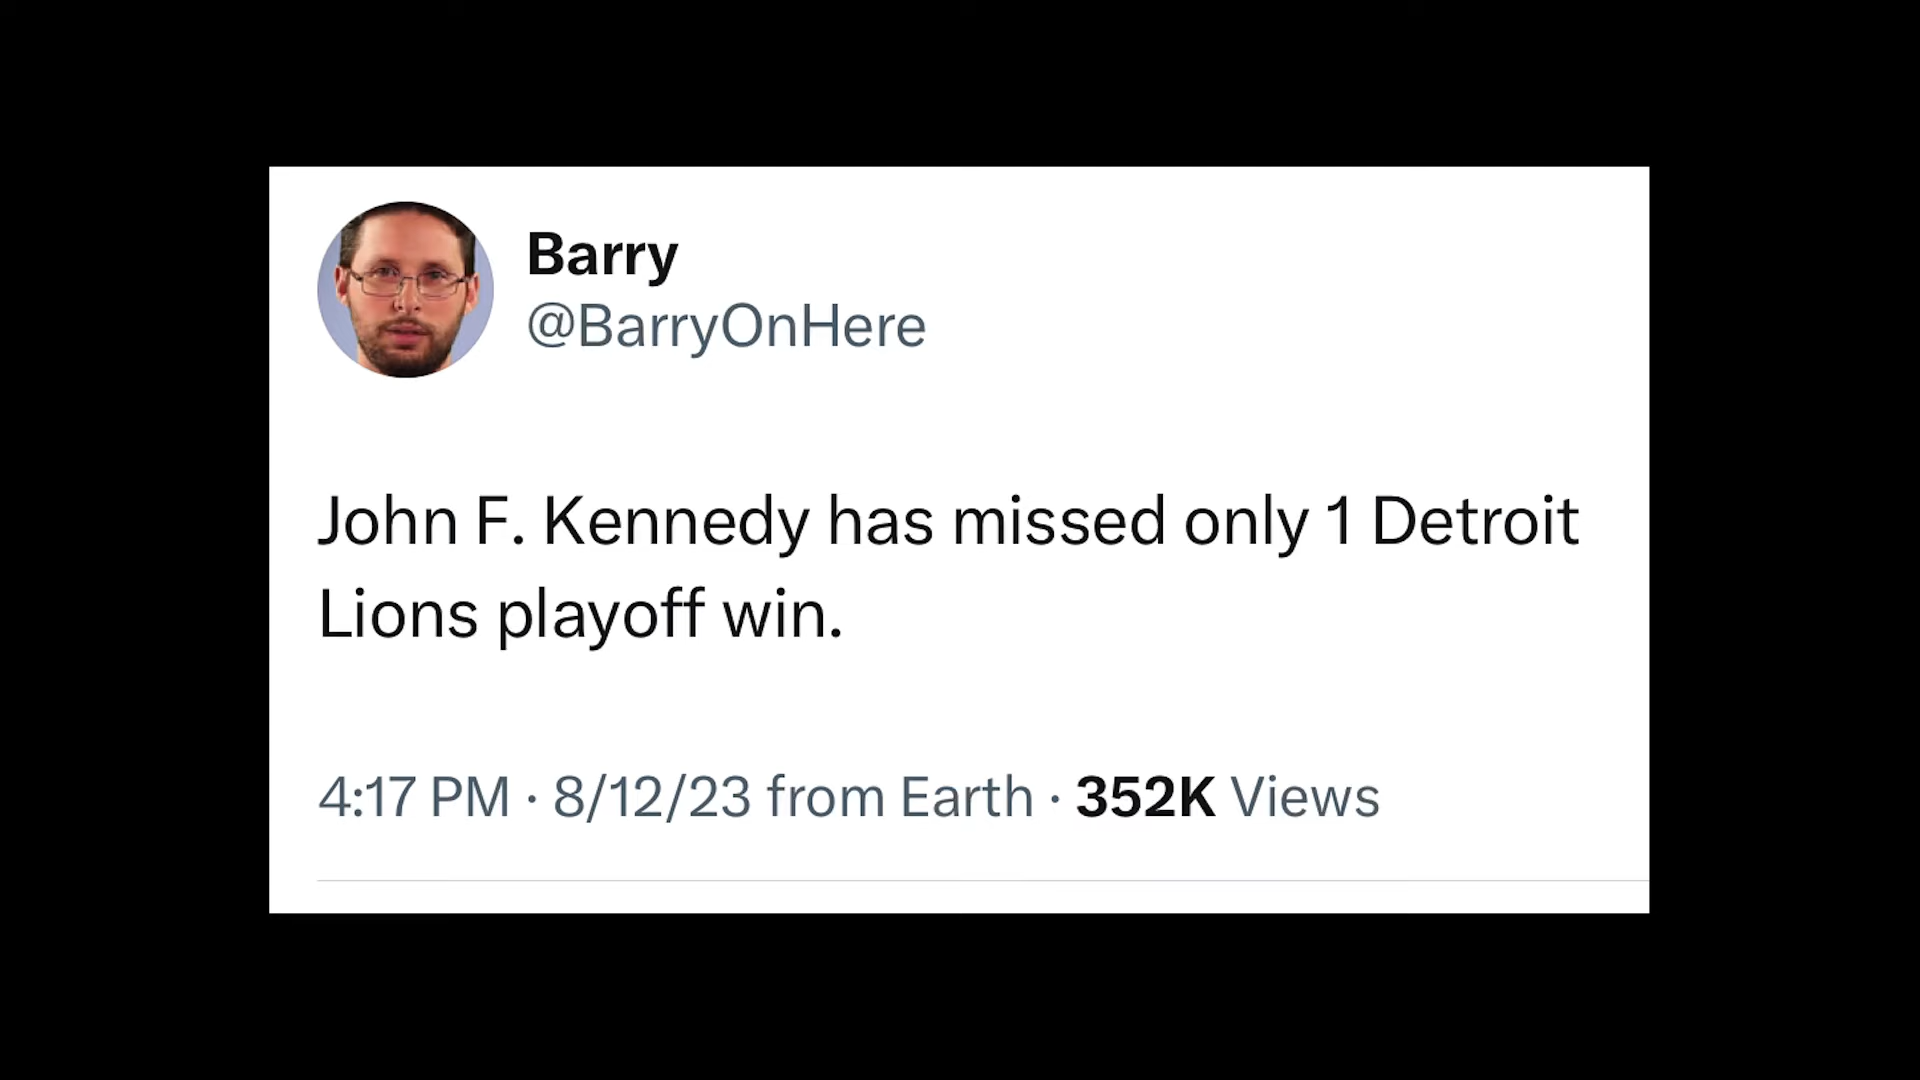 Barry
@BarryOnHere
John F. Kennedy has missed only 1 Detroit
Lions playoff win.
4:17 PM · 8/12/23 from Earth · 352K Views